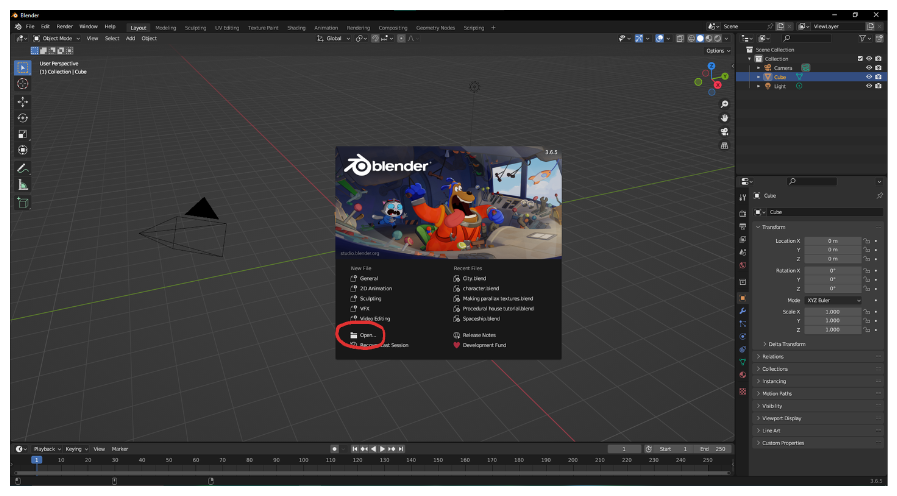 Blender
File Edit Render Window Help Layout Modeling Sculpting UV Editing Texture Paint Shading Animation Rendering Compositing Geometry Nodes Scripting + Scene ViewLayer
Object Mode View Select Add Object Global
Options
User Perspective
(1) Collection | Cube
Z
Y
X
Scene Collection
Collection
Camera
Cube
Light
3.6.5
blender
studio.blender.org
New File
General
2D Animation
Sculpting
VFX
Video Editing
Open...
Recover Last Session
Recent Files
City.blend
character.blend
Making parallax textures.blend
Procedural house tutorial.blend
Spaceship.blend
Release Notes
Development Fund
Cube
Cube
Transform
Location X 0 m
Y 0 m
Z 0 m
Rotation X 0°
Y 0°
Z 0°
Mode XYZ Euler
Scale X 1.000
Y 1.000
Z 1.000
Delta Transform
Relations
Collections
Instancing
Motion Paths
Visibility
Viewport Display
Line Art
Custom Properties
Playback Keying View Marker 1 Start 1 End 250
1 10 20 30 40 50 60 70 80 90 100 110 120 130 140 150 160 170 180 190 200 210 220 230 240 250
3.6.5